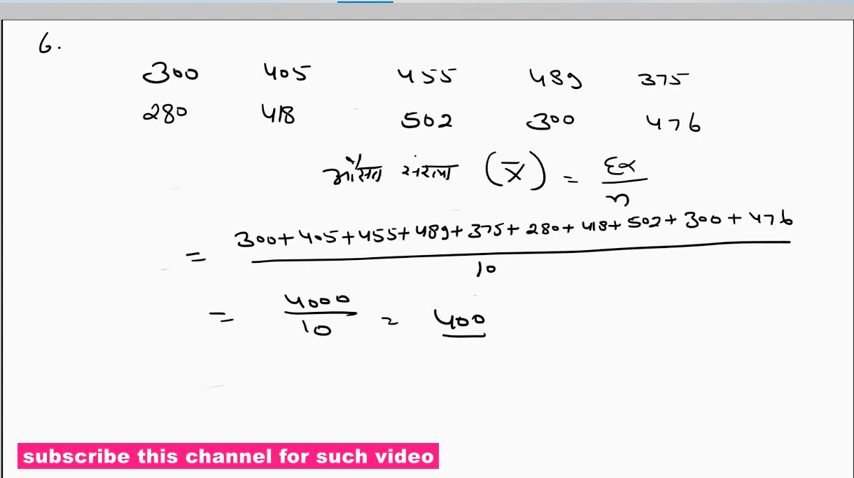 6.
300 405 455 489 375
280 418 502 300 476
औसत (x̄) = Σx/n
= 300+405+455+489+375+280+418+502+300+476 / 10
= 4000/10 = 400
subscribe this channel for such video